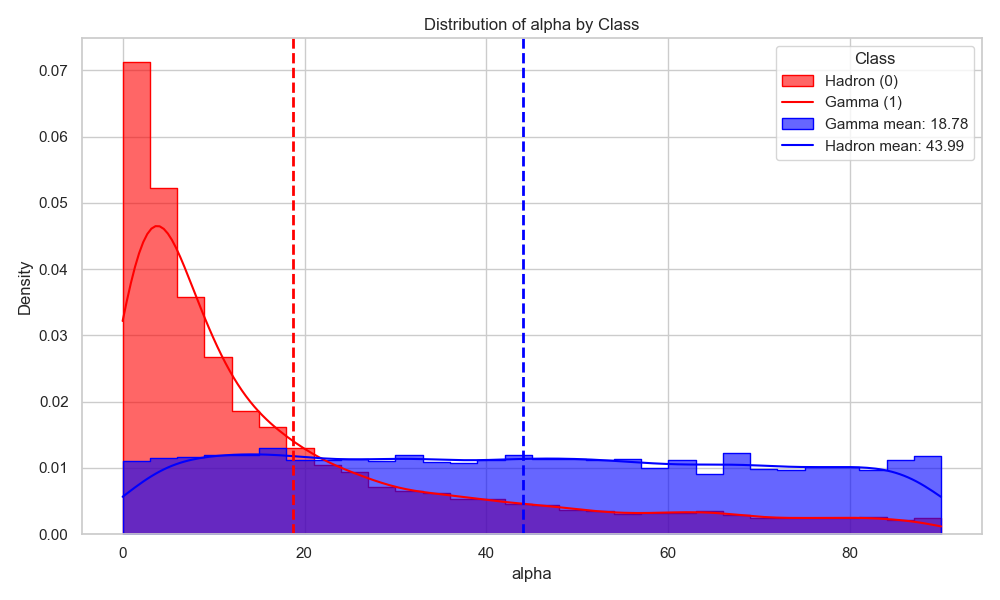 Distribution of alpha by Class
Class
Hadron (0)
Gamma (1)
Gamma mean: 18.78
Hadron mean: 43.99
Density
0.07
0.06
0.05
0.04
0.03
0.02
0.01
0.00
0 20 40 60 80
alpha